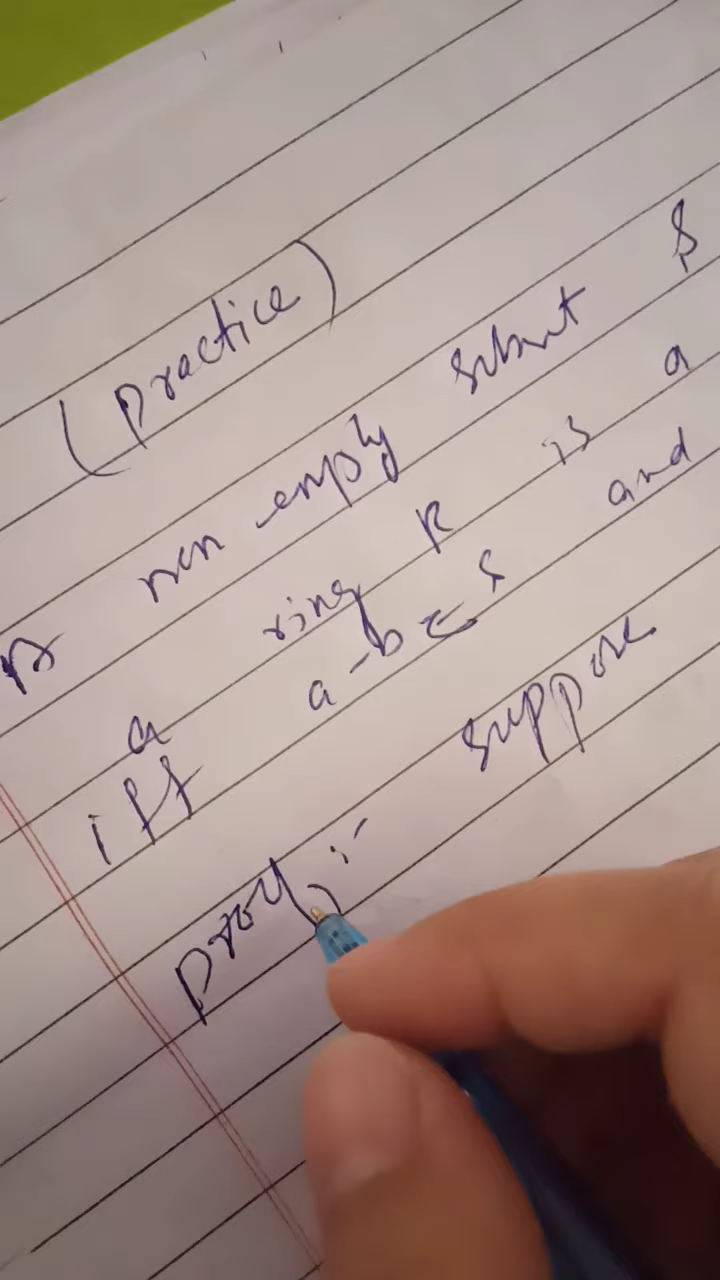 (Practice)
A non empty subset S
a ring R is a
iff a-b ∈ S and
Proof :- suppose